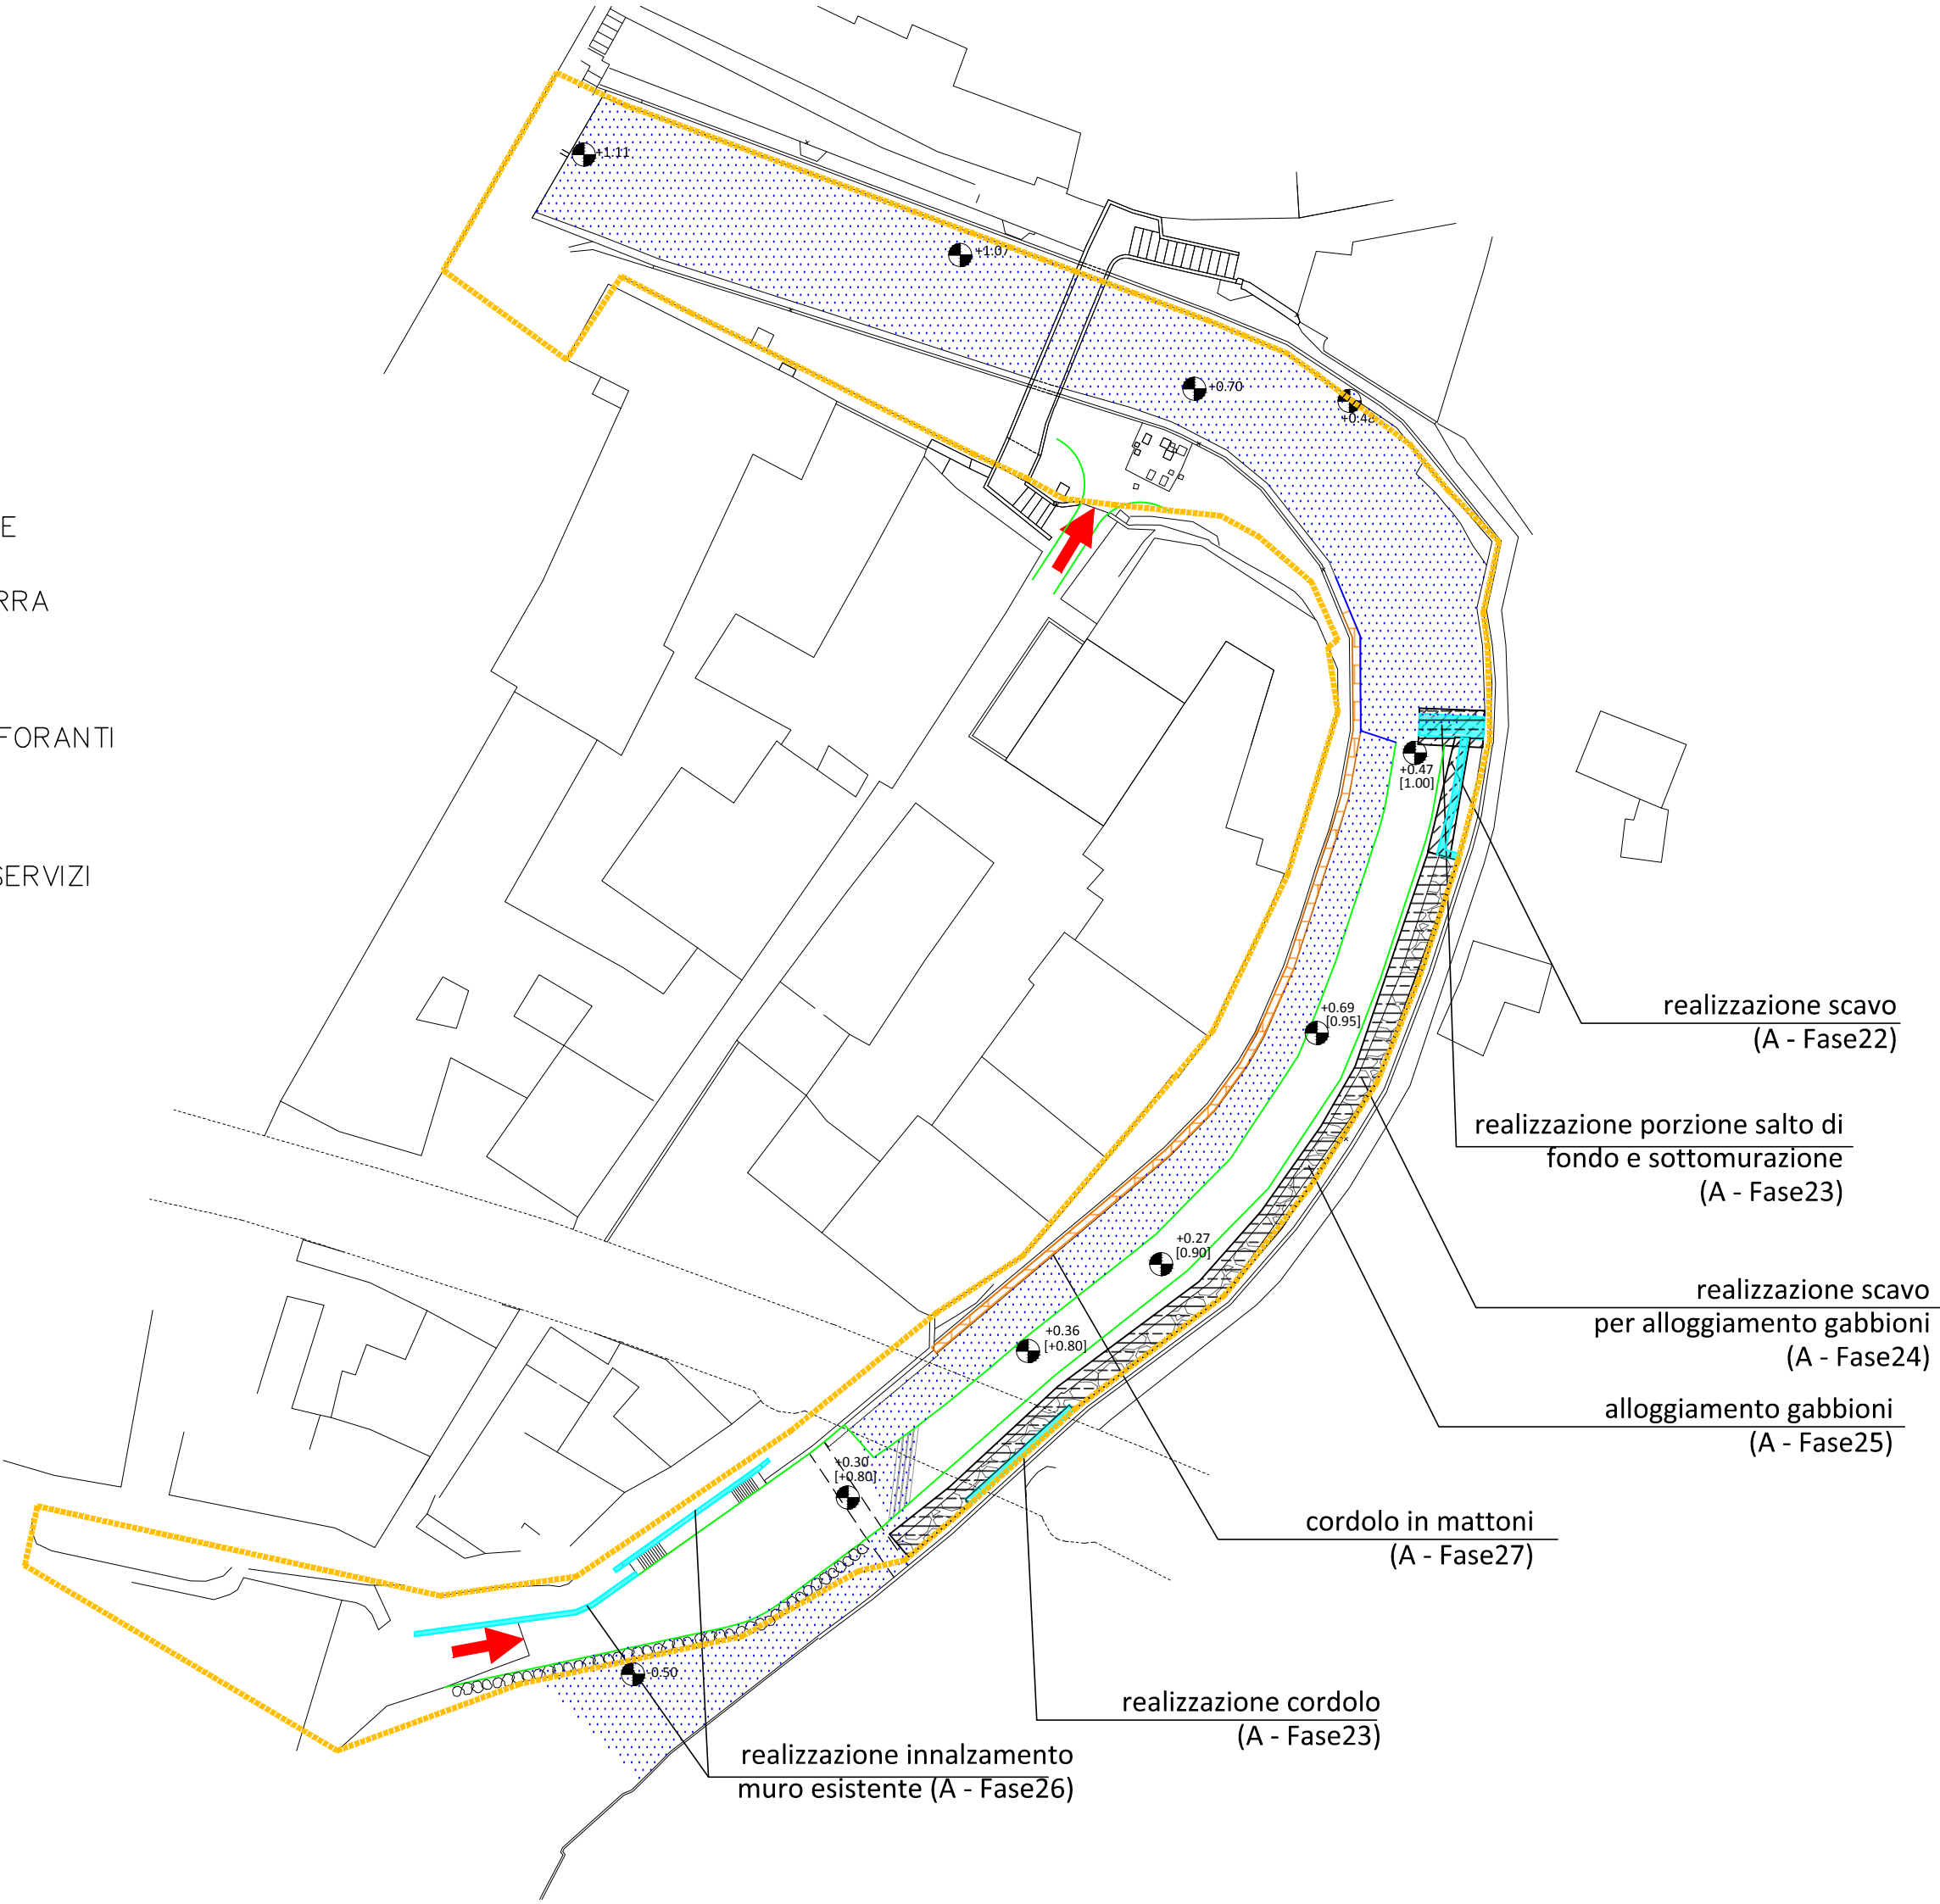 +1.11
+1.07
+0.70
E
RRA
FORANTI
+0.47
[1.00]
SERVIZI
realizzazione scavo
(A - Fase22)
+0.69
[0.95]
realizzazione porzione salto di
fondo e sottomurazione
(A - Fase23)
+0.27
[0.90]
realizzazione scavo
per alloggiamento gabbioni
(A - Fase24)
+0.36
[+0.80]
alloggiamento gabbioni
(A - Fase25)
+0.30
[+0.80]
cordolo in mattoni
(A - Fase27)
-0.50
realizzazione cordolo
(A - Fase23)
realizzazione innalzamento
muro esistente (A - Fase26)